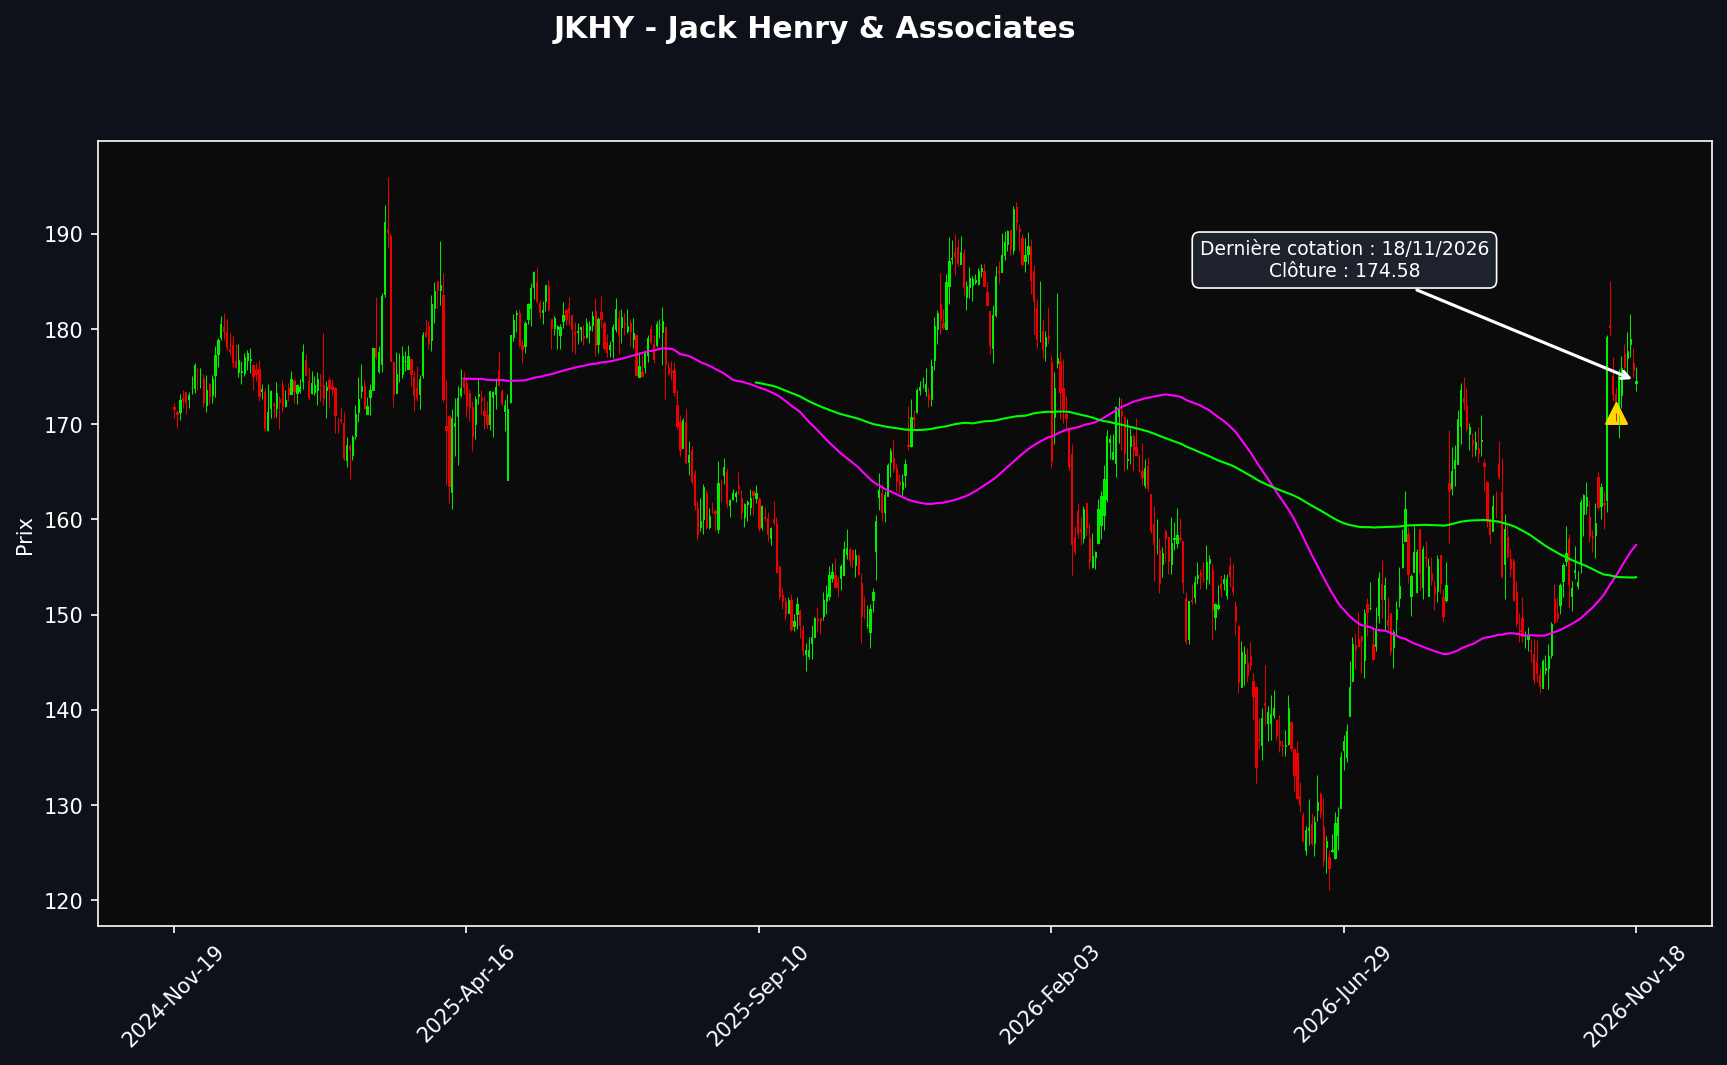 JKHY - Jack Henry & Associates
Dernière cotation : 18/11/2026
Clôture : 174.58
Prix
190
180
170
160
150
140
130
120
2024-Nov-19
2025-Apr-16
2025-Sep-10
2026-Feb-03
2026-Jun-29
2026-Nov-18